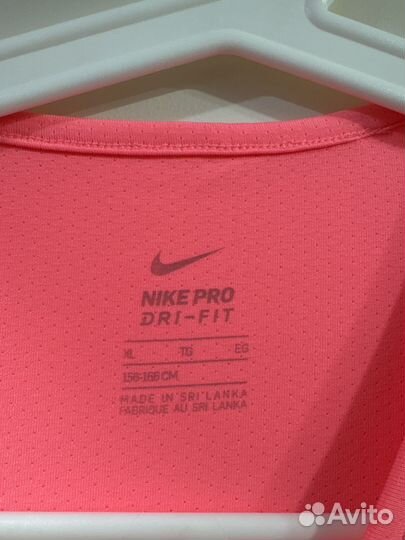 NIKE PRO
DRI-FIT
XL TG EG
156-166 CM
MADE IN SRI LANKA
FABRIQUE AU SRI LANKA
Avito